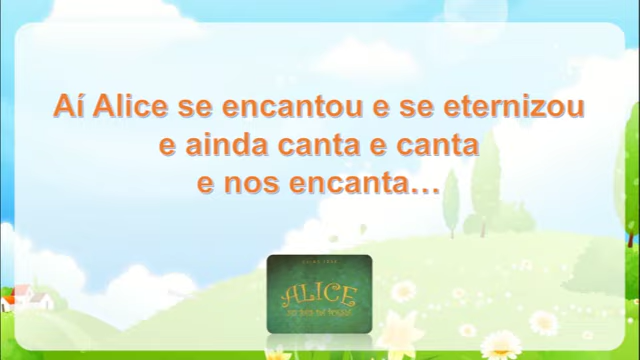 Aí Alice se encantou e se eternizou
e ainda canta e canta
e nos encanta...
ALICE